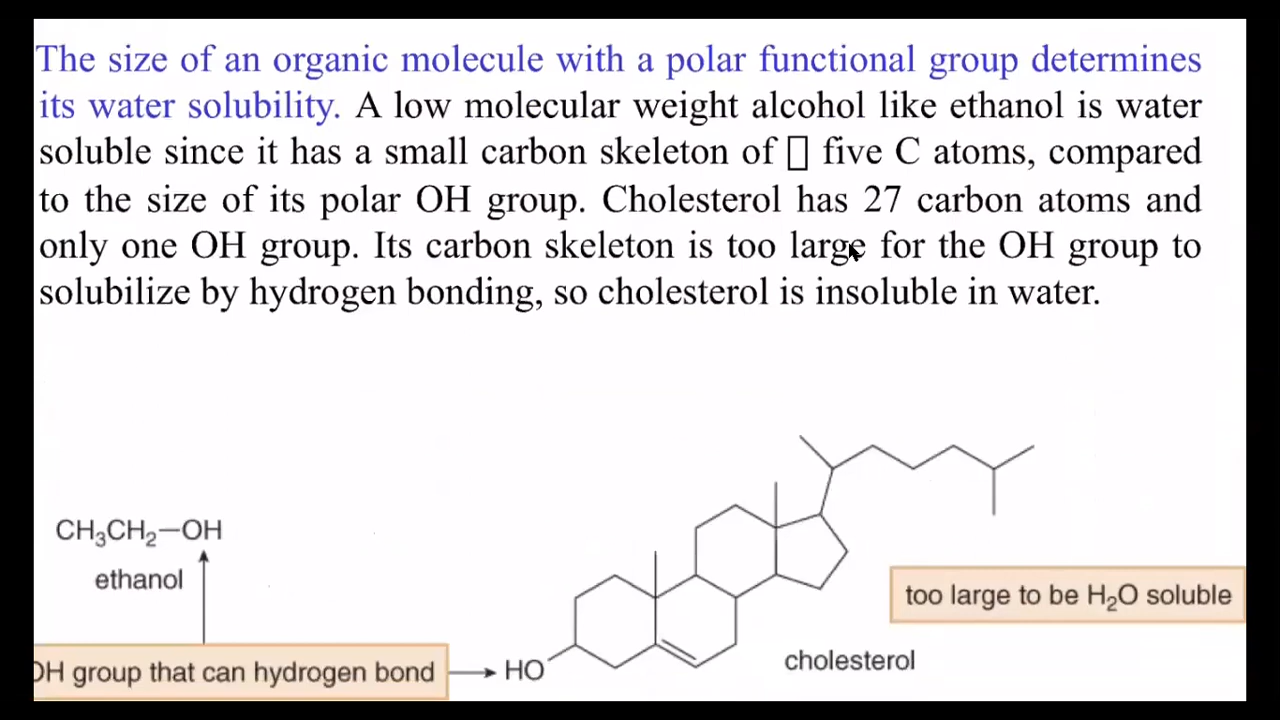 The size of an organic molecule with a polar functional group determines
its water solubility. A low molecular weight alcohol like ethanol is water
soluble since it has a small carbon skeleton of ▯ five C atoms, compared
to the size of its polar OH group. Cholesterol has 27 carbon atoms and
only one OH group. Its carbon skeleton is too large for the OH group to
solubilize by hydrogen bonding, so cholesterol is insoluble in water.
CH₃CH₂—OH
ethanol
too large to be H₂O soluble
cholesterol
OH group that can hydrogen bond
HO